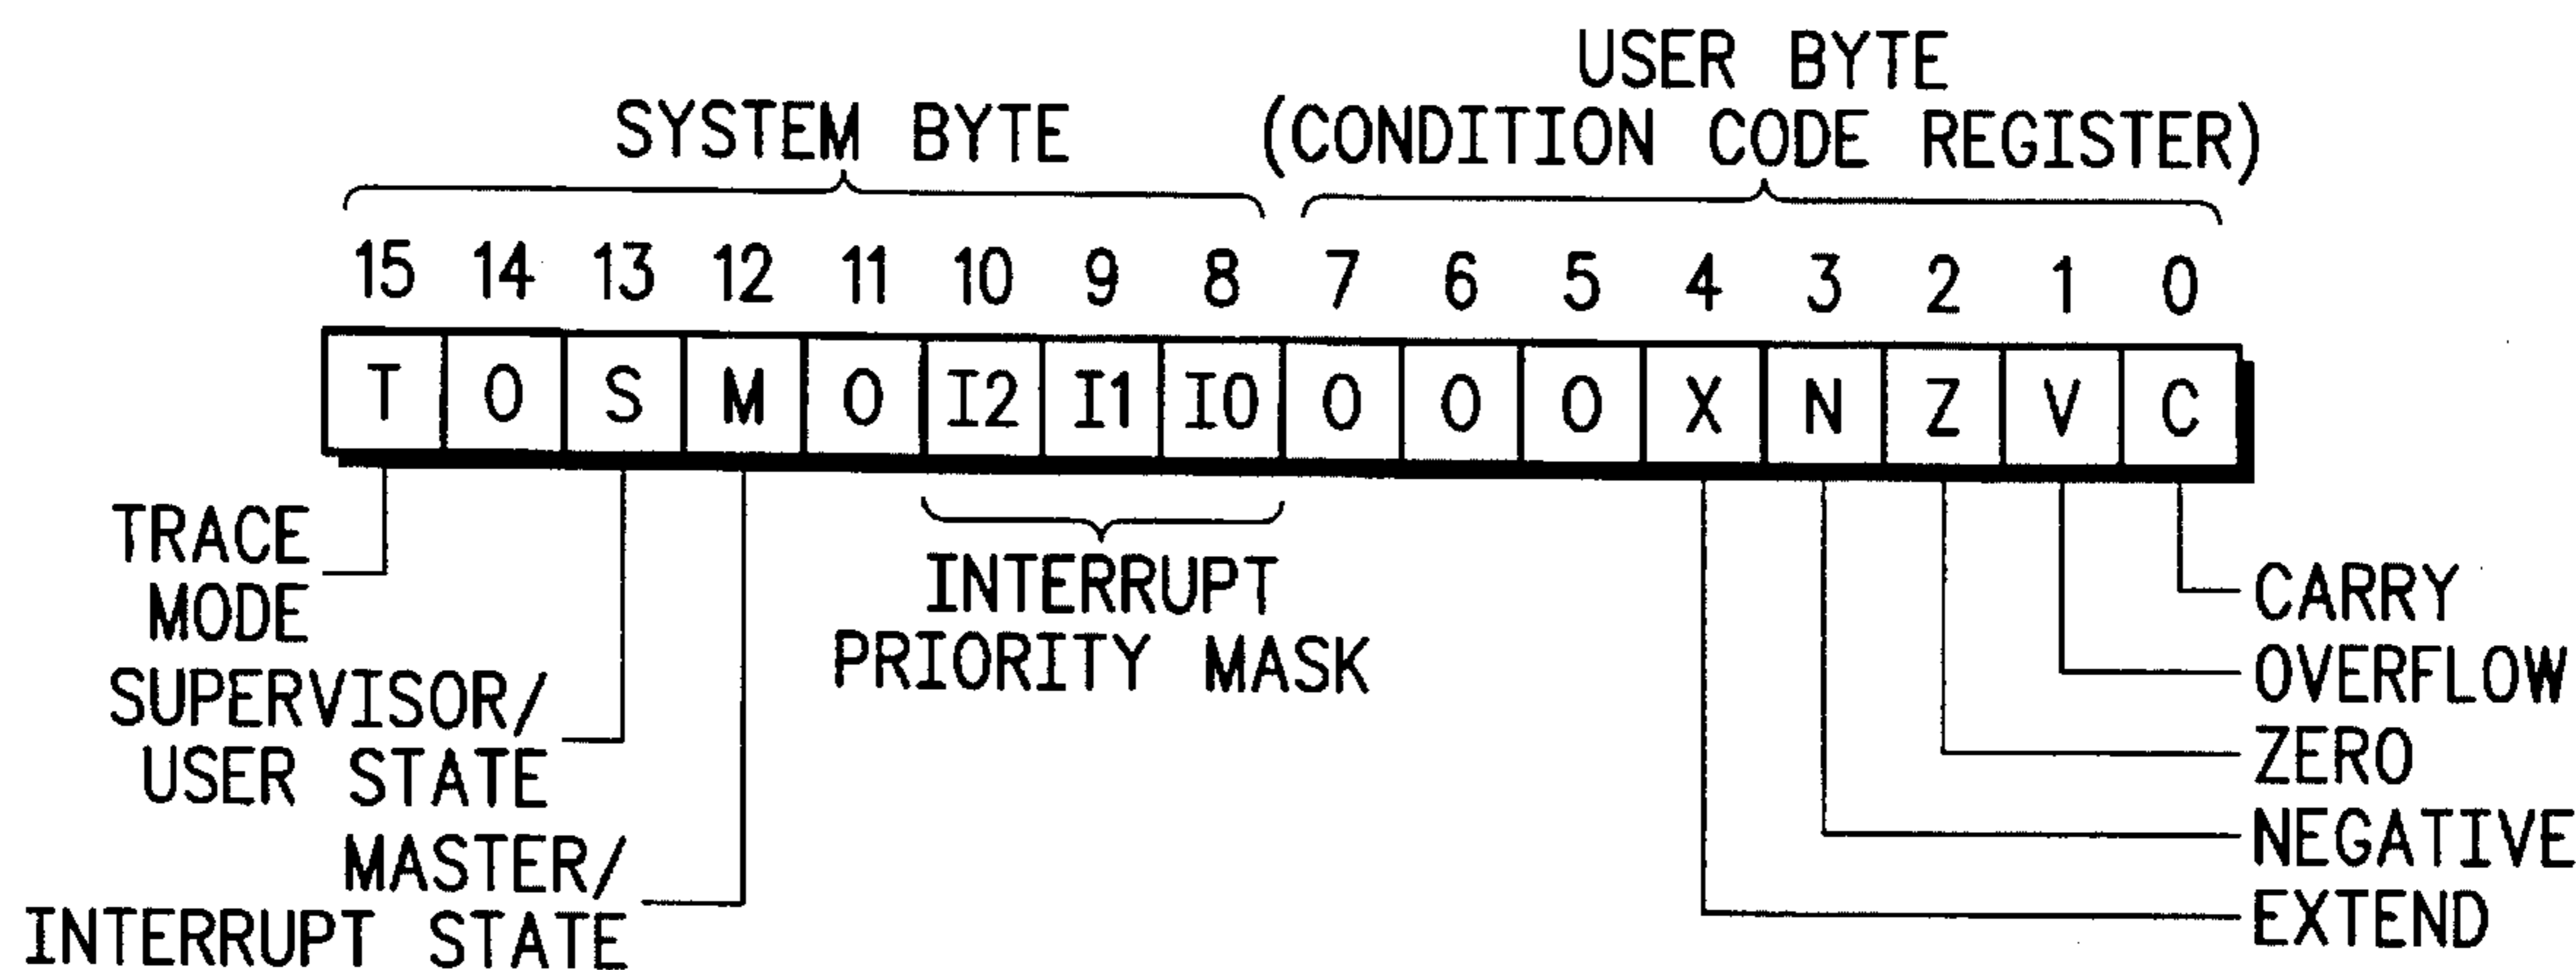 USER BYTE
SYSTEM BYTE (CONDITION CODE REGISTER)
15 14 13 12 11 10 9 8 7 6 5 4 3 2 1 0
T 0 S M 0 I2 I1 I0 0 0 0 X N Z V C
TRACE
MODE
SUPERVISOR/
USER STATE
MASTER/
INTERRUPT STATE
INTERRUPT
PRIORITY MASK
CARRY
OVERFLOW
ZERO
NEGATIVE
EXTEND